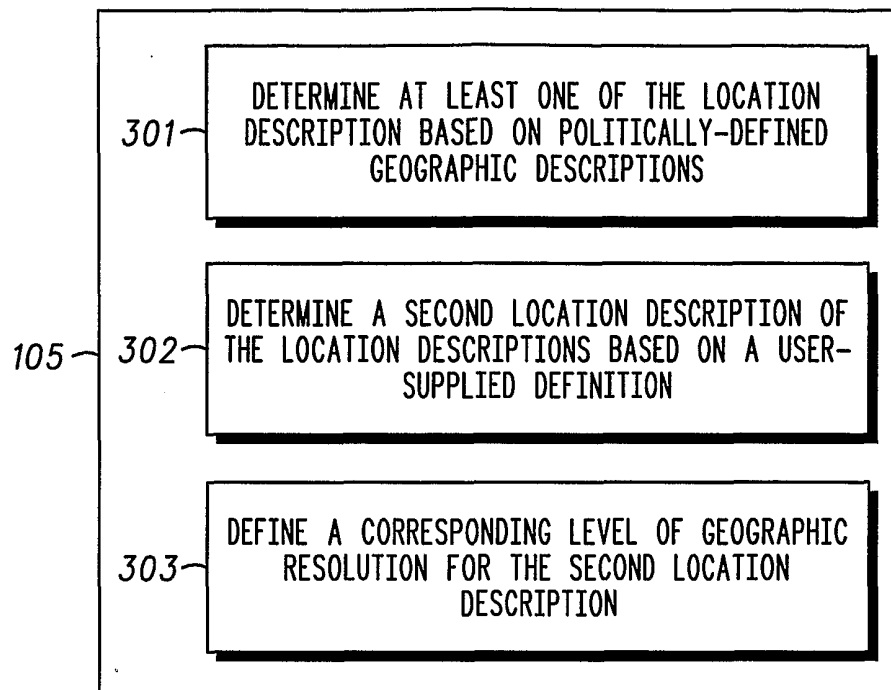 DETERMINE AT LEAST ONE OF THE LOCATION
301
DESCRIPTION BASED ON POLITICALLY-DEFINED
GEOGRAPHIC DESCRIPTIONS
DETERMINE A SECOND LOCATION DESCRIPTION OF
105
302
THE LOCATION DESCRIPTIONS BASED ON A USER-
SUPPLIED DEFINITION
DEFINE A CORRESPONDING LEVEL OF GEOGRAPHIC
303
RESOLUTION FOR THE SECOND LOCATION
DESCRIPTION